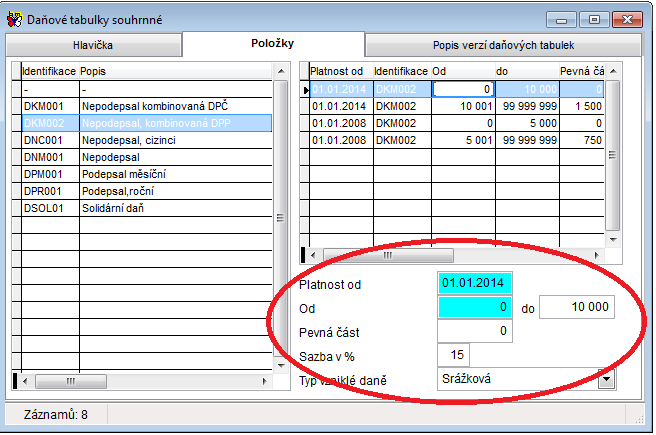 Daňové tabulky souhrnné
Hlavička Položky Popis verzí daňových tabulek
Identifikace Popis
- -
DKM001 Nepodepsal kombinovaná DPČ
DKM002 Nepodepsal, kombinovaná DPP
DNC001 Nepodepsal, cizinci
DNM001 Nepodepsal
DPM001 Podepsal měsíční
DPR001 Podepsal,roční
DSOL01 Solidární daň
Platnost od Identifikace Od do Pevná čá
01.01.2014 DKM002 0 10 000 0
01.01.2014 DKM002 10 001 99 999 999 1 500
01.01.2008 DKM002 0 5 000 0
01.01.2008 DKM002 5 001 99 999 999 750
Platnost od 01.01.2014
Od 0 do 10 000
Pevná část 0
Sazba v % 15
Typ vzniklé daně Srážková
Záznamů: 8